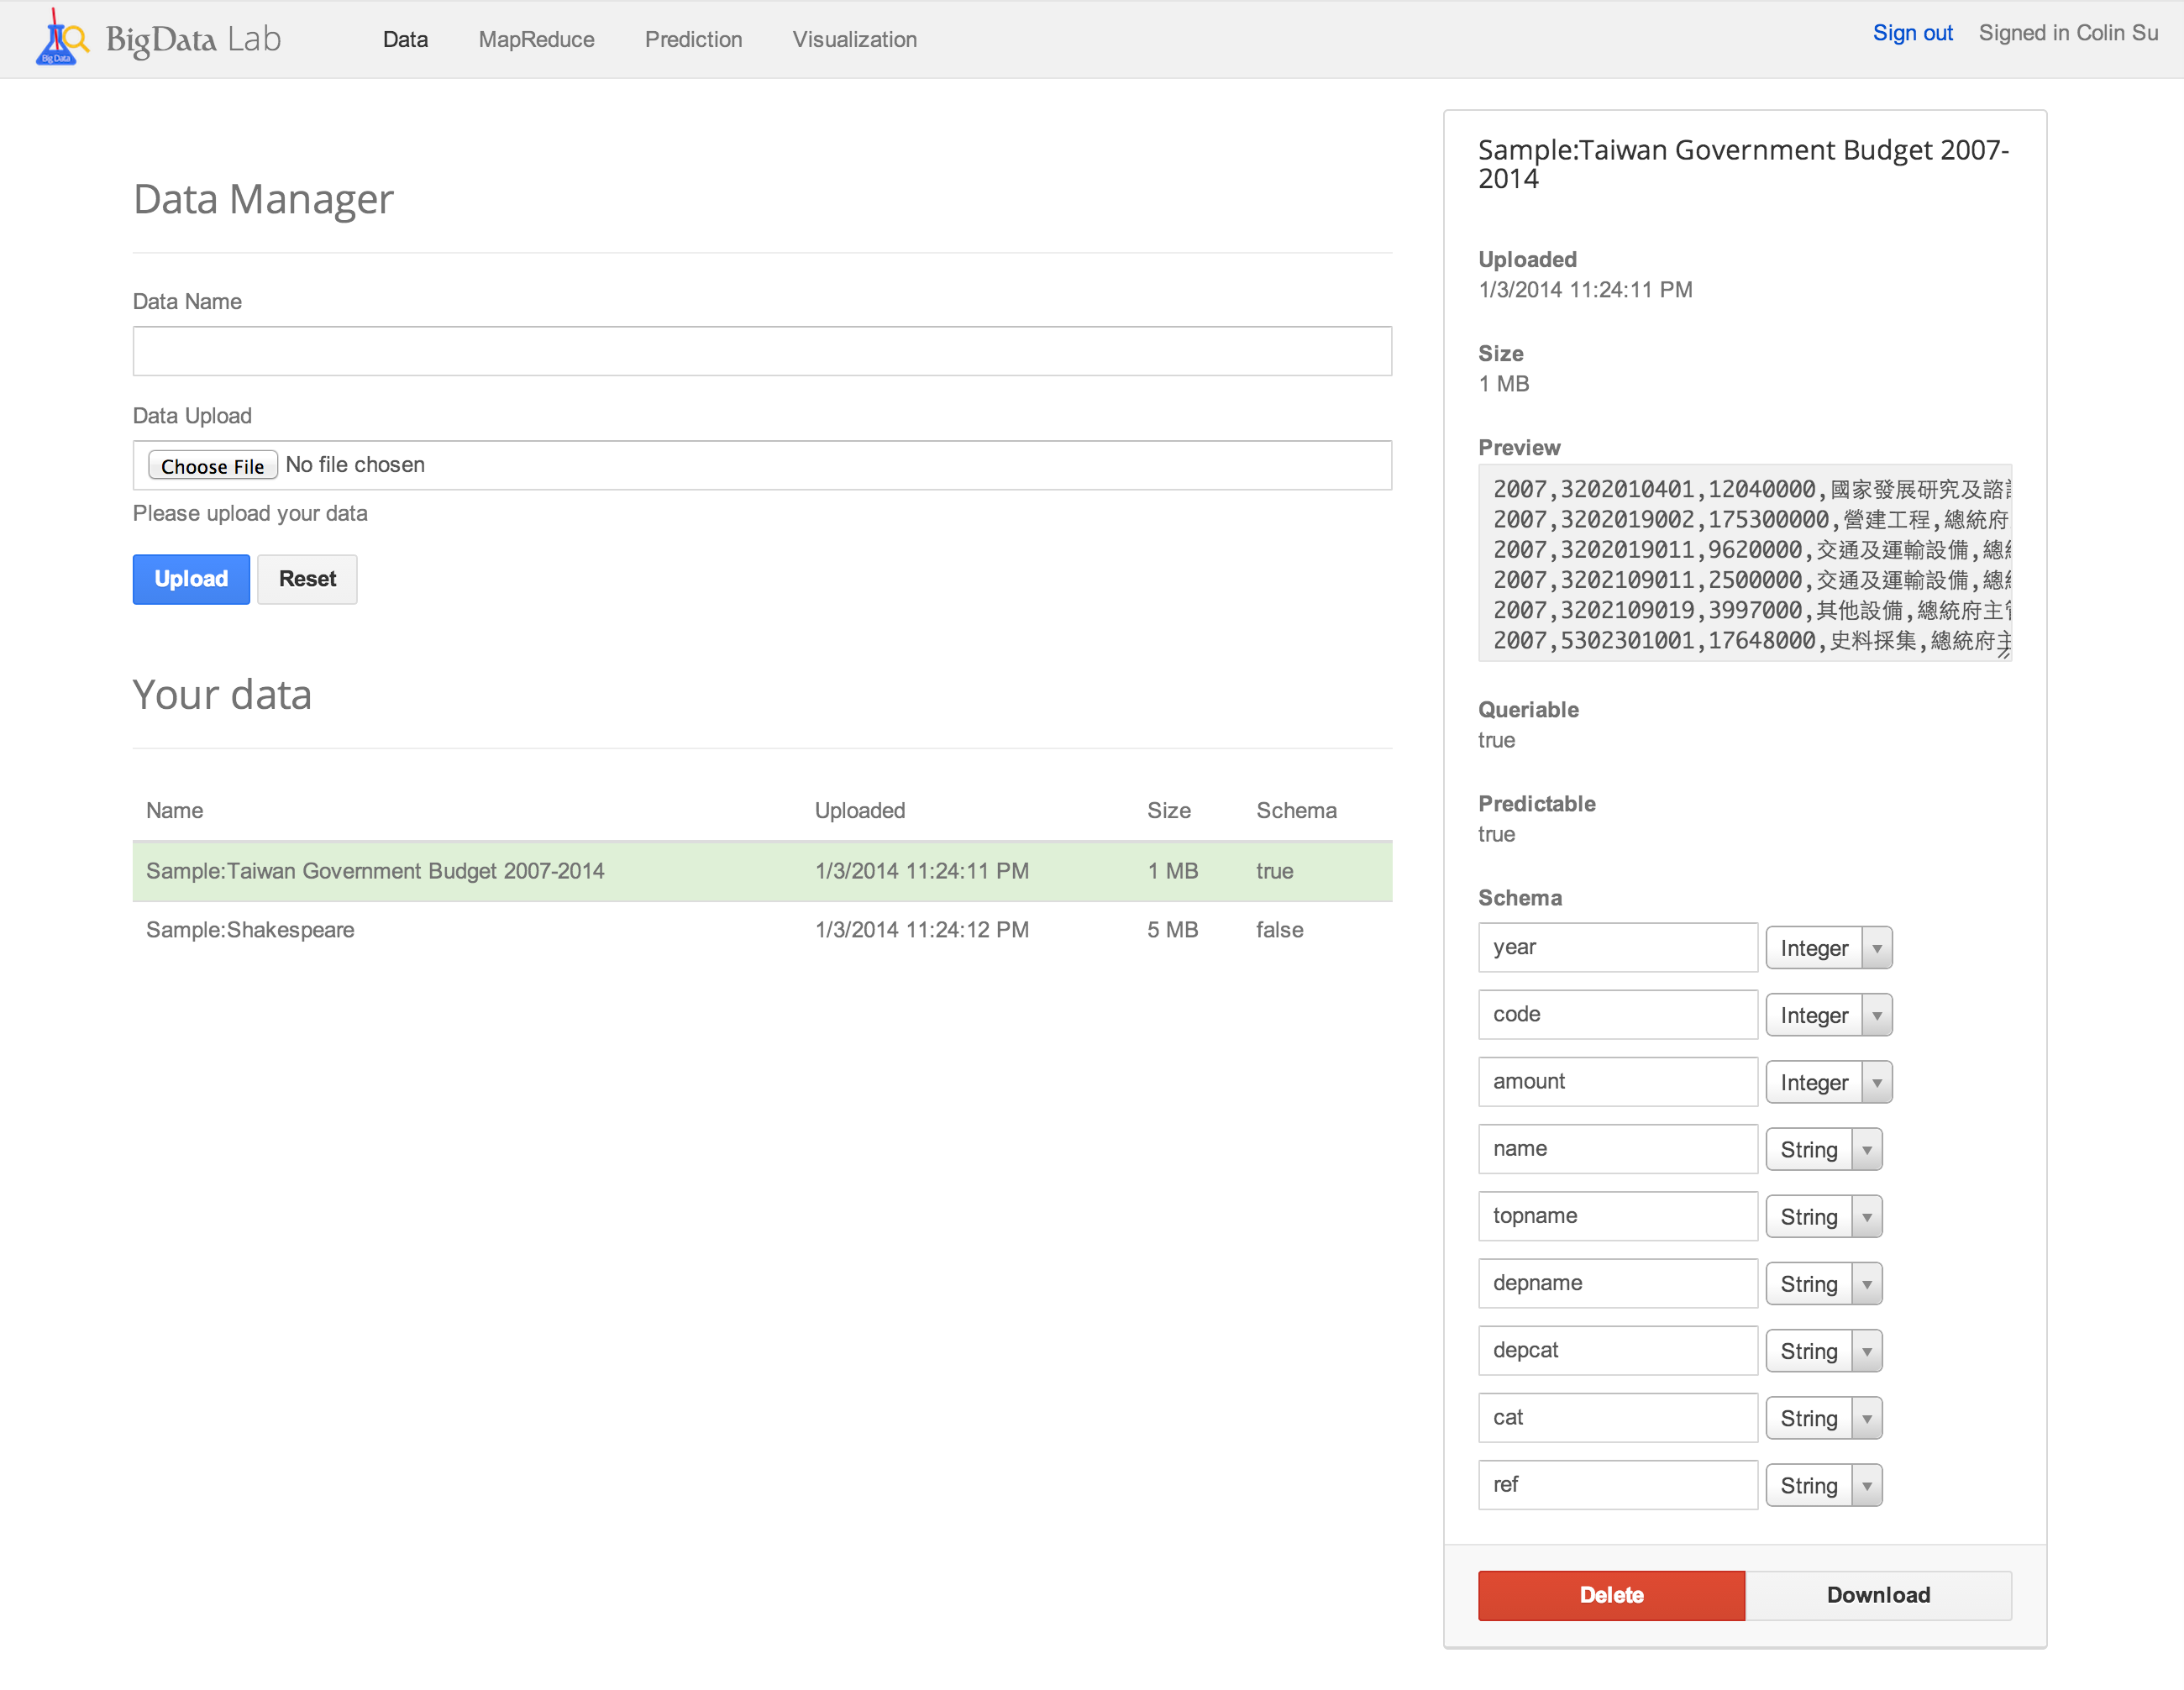 Big Data
BigData Lab
Data
MapReduce
Prediction
Visualization
Sign out
Signed in Colin Su
Data Manager
Data Name
Data Upload
Choose File No file chosen
Please upload your data
Upload
Reset
Your data
Name Uploaded Size Schema
Sample:Taiwan Government Budget 2007-2014 1/3/2014 11:24:11 PM 1 MB true
Sample:Shakespeare 1/3/2014 11:24:12 PM 5 MB false
Sample:Taiwan Government Budget 2007-
2014
Uploaded
1/3/2014 11:24:11 PM
Size
1 MB
Preview
2007,3202010401,12040000,國家發展研究及諮
2007,3202019002,175300000,營建工程,總統府
2007,3202019011,9620000,交通及運輸設備,總
2007,3202109011,2500000,交通及運輸設備,總
2007,3202109019,3997000,其他設備,總統府主
2007,5302301001,17648000,史料採集,總統府主
Queriable
true
Predictable
true
Schema
year Integer
code Integer
amount Integer
name String
topname String
depname String
depcat String
cat String
ref String
Delete
Download